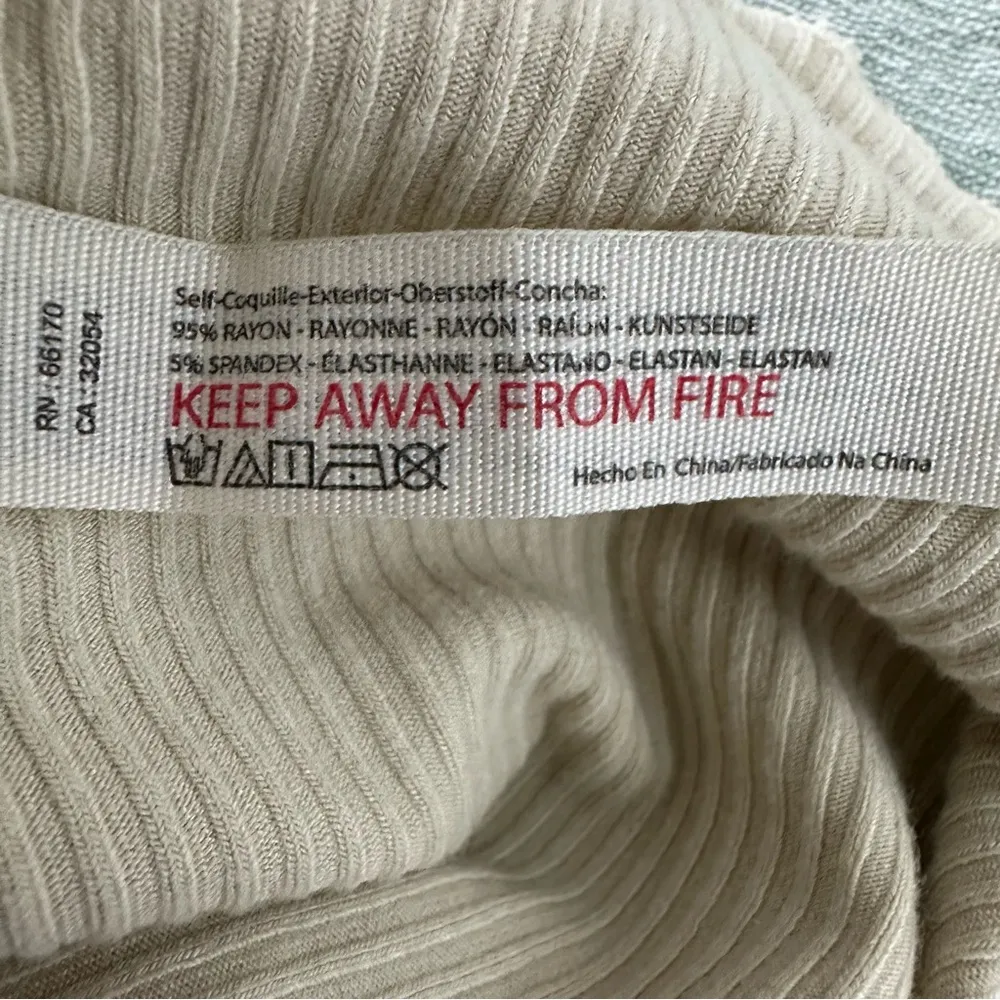 RN : 66170
CA : 32054
Self-Coquille-Exterior-Oberstoff-Concha:
95% RAYON - RAYONNE - RAYÓN - RAÍON - KUNSTSEIDE
5% SPANDEX - ÉLASTHANNE - ELASTANO - ELASTAN - ELASTAN
KEEP AWAY FROM FIRE
Hecho En China/Fabricado Na China